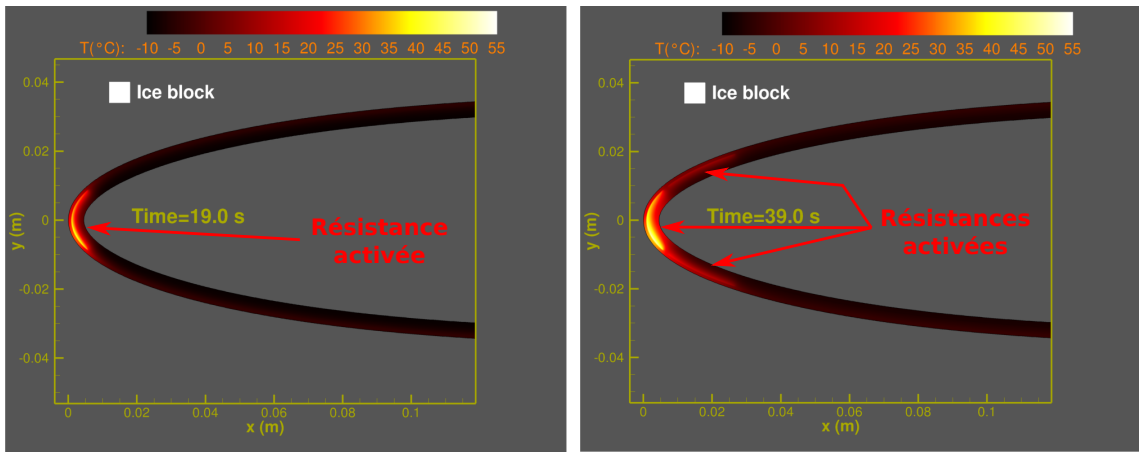 T(°C): -10 -5 0 5 10 15 20 25 30 35 40 45 50 55
0.04
Ice block
0.02
y (m)
0
Time=19.0 s
Résistance
activée
-0.02
-0.04
0 0.02 0.04 0.06 0.08 0.1
x (m)
T(°C): -10 -5 0 5 10 15 20 25 30 35 40 45 50 55
0.04
Ice block
0.02
y (m)
0
Time=39.0 s
Résistances
activées
-0.02
-0.04
0 0.02 0.04 0.06 0.08 0.1
x (m)